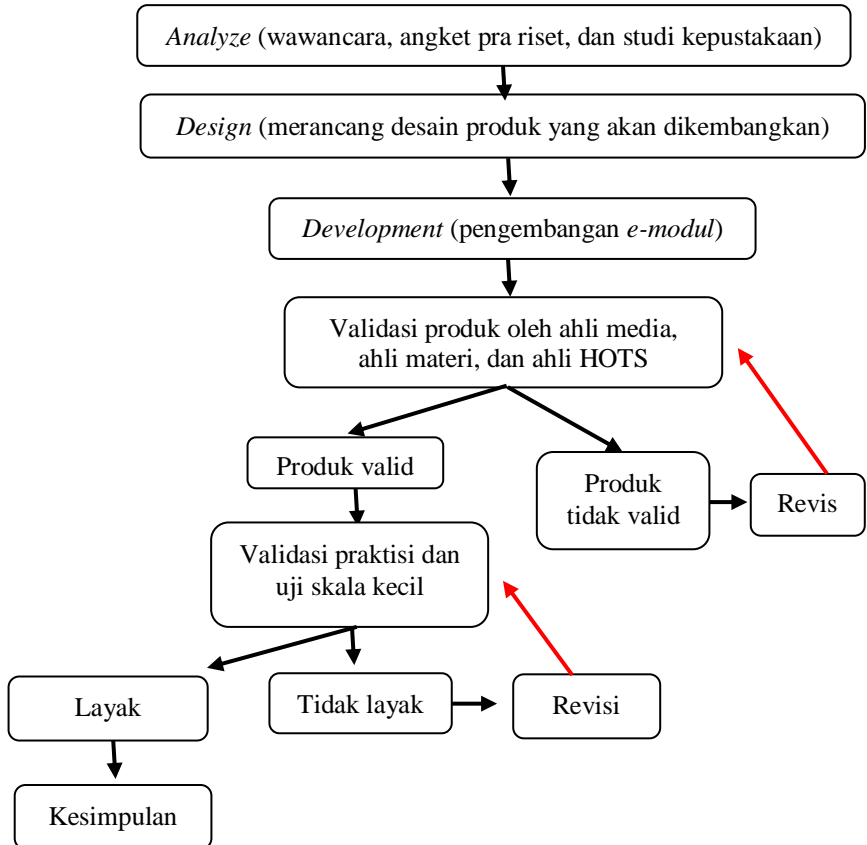 Analyze (wawancara, angket pra riset, dan studi kepustakaan)
Design (merancang desain produk yang akan dikembangkan)
Development (pengembangan e-modul)
Validasi produk oleh ahli media,
ahli materi, dan ahli HOTS
Produk valid
Produk
tidak valid
Revis
Validasi praktisi dan
uji skala kecil
Layak
Tidak layak
Revisi
Kesimpulan